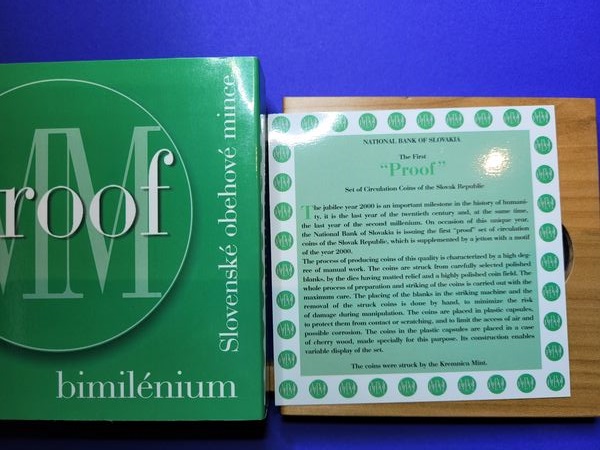 MM
roof
Slovenské obehové mince
bimilénium
NATIONAL BANK OF SLOVAKIA
The First
"Proof"
Set of Circulation Coins of the Slovak Republic
The jubilee year 2000 is an important milestone in the history of humani-
ty, it is the last year of the twentieth century and, at the same time,
the last year of the second millenium. On occasion of this unique year,
the National Bank of Slovakia is issuing the first "proof" set of circulation
coins of the Slovak Republic, which is supplemented by a jetton with a motif
of the year 2000.
The process of producing coins of this quality is characterized by a high deg-
ree of manual work. The coins are struck from carefully selected polished
blanks, by the dies having matted relief and a highly polished coin field. The
whole process of preparation and striking of the coins is carried out with the
maximum care. The placing of the blanks in the striking machine and the
removal of the struck coins is done by hand, to minimize the risk
of damage during manipulation. The coins are placed in plastic capsules,
to protect them from contact or scratching, and to limit the access of air and
possible corrosion. The coins in the plastic capsules are placed in a case
of cherry wood, made specially for this purpose. Its construction enables
variable display of the set.
The coins were struck by the Kremnica Mint.